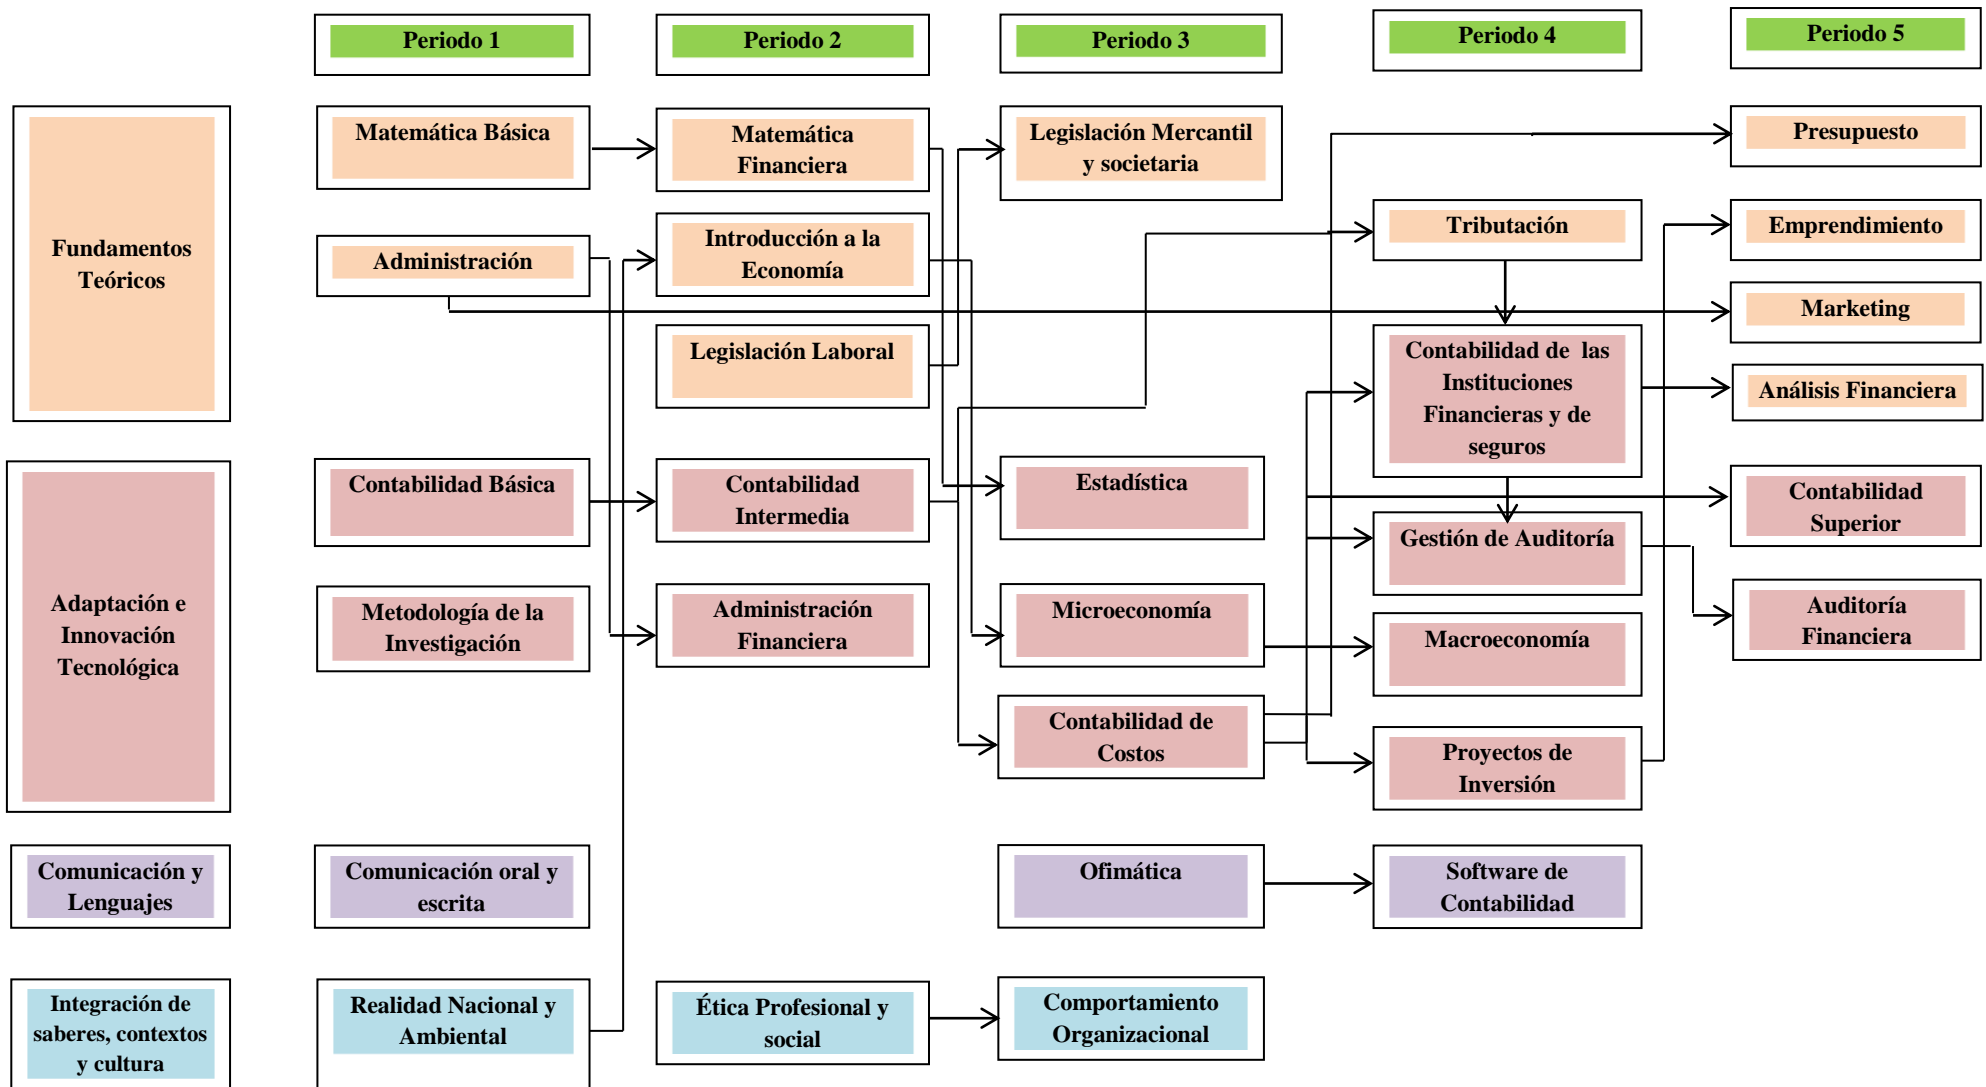 Periodo 1
Periodo 2
Periodo 3
Periodo 4
Periodo 5
Fundamentos
Teóricos
Matemática Básica
Matemática
Financiera
Legislación Mercantil
y societaria
Presupuesto
Administración
Introducción a la
Economía
Tributación
Emprendimiento
Legislación Laboral
Marketing
Contabilidad de  las
Instituciones
Financieras y de
seguros
Análisis Financiera
Adaptación e
Innovación
Tecnológica
Contabilidad Básica
Contabilidad
Intermedia
Estadística
Contabilidad
Superior
Gestión de Auditoría
Metodología de la
Investigación
Administración
Financiera
Microeconomía
Macroeconomía
Auditoría
Financiera
Contabilidad de
Costos
Proyectos de
Inversión
Comunicación y
Lenguajes
Comunicación oral y
escrita
Ofimática
Software de
Contabilidad
Integración de
saberes, contextos
y cultura
Realidad Nacional y
Ambiental
Ética Profesional y
social
Comportamiento
Organizacional